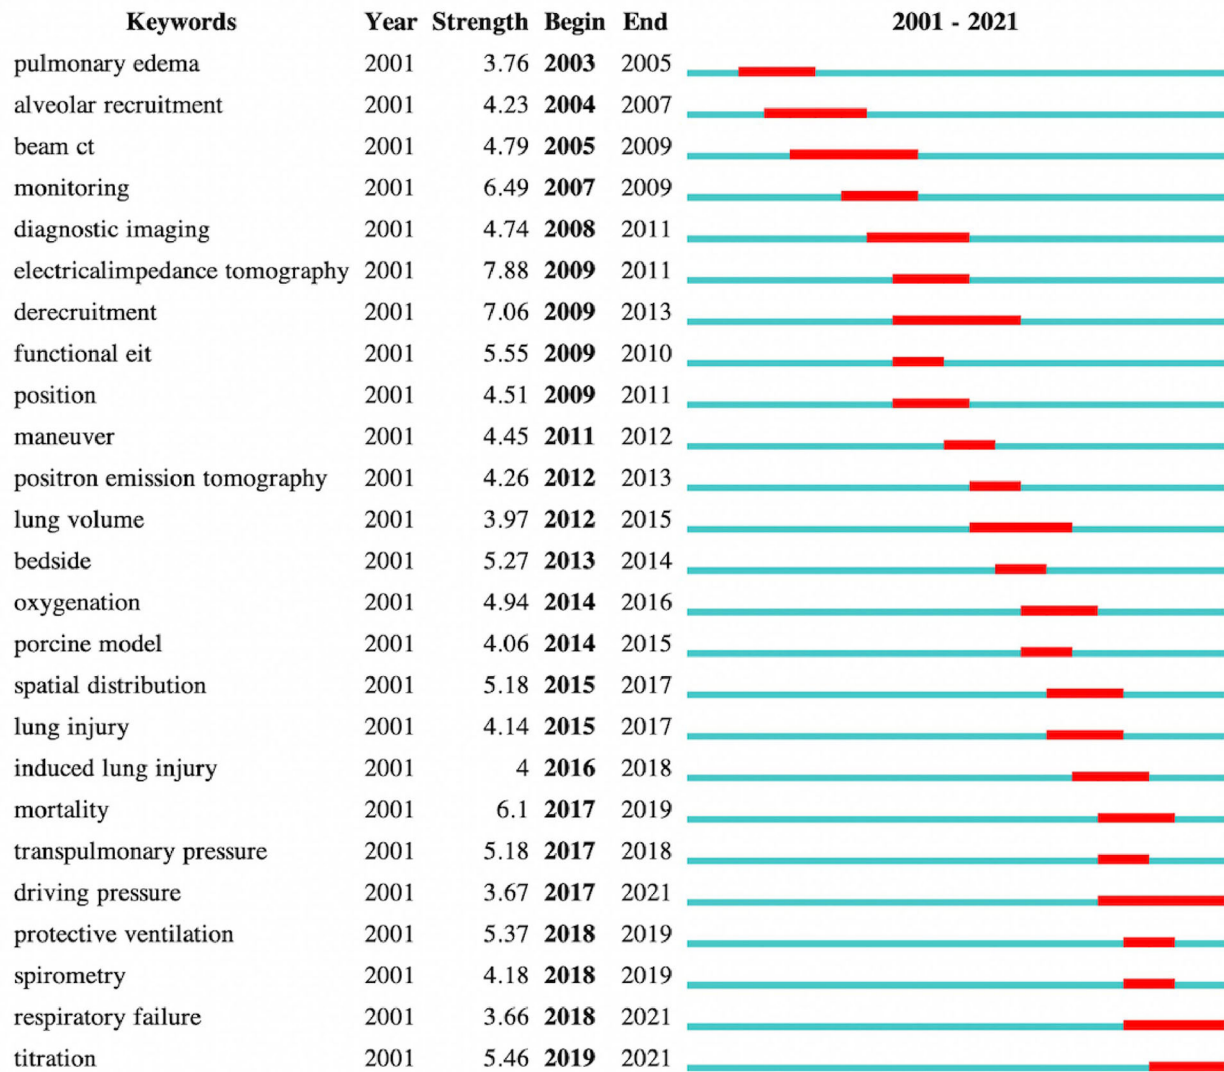 Keywords Year Strength Begin End 2001 - 2021
pulmonary edema 2001 3.76 2003 2005
alveolar recruitment 2001 4.23 2004 2007
beam ct 2001 4.79 2005 2009
monitoring 2001 6.49 2007 2009
diagnostic imaging 2001 4.74 2008 2011
electricalimpedance tomography 2001 7.88 2009 2011
derecruitment 2001 7.06 2009 2013
functional eit 2001 5.55 2009 2010
position 2001 4.51 2009 2011
maneuver 2001 4.45 2011 2012
positron emission tomography 2001 4.26 2012 2013
lung volume 2001 3.97 2012 2015
bedside 2001 5.27 2013 2014
oxygenation 2001 4.94 2014 2016
porcine model 2001 4.06 2014 2015
spatial distribution 2001 5.18 2015 2017
lung injury 2001 4.14 2015 2017
induced lung injury 2001 4 2016 2018
mortality 2001 6.1 2017 2019
transpulmonary pressure 2001 5.18 2017 2018
driving pressure 2001 3.67 2017 2021
protective ventilation 2001 5.37 2018 2019
spirometry 2001 4.18 2018 2019
respiratory failure 2001 3.66 2018 2021
titration 2001 5.46 2019 2021